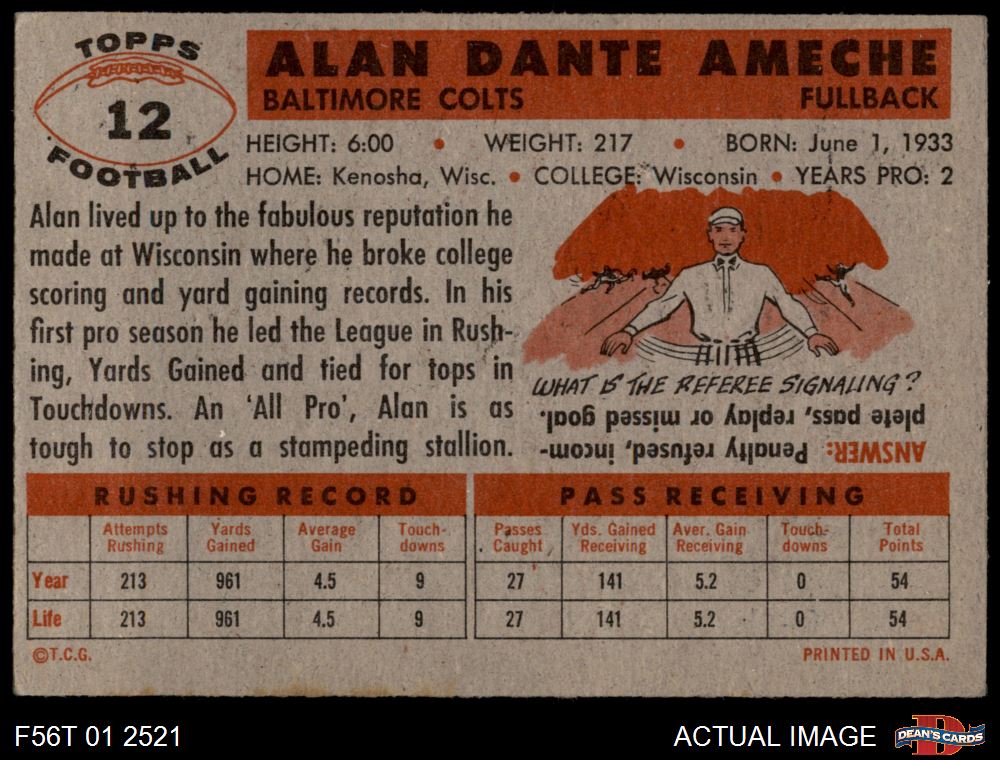 TOPPS
12
FOOTBALL
ALAN DANTE AMECHE
BALTIMORE COLTS FULLBACK
HEIGHT: 6:00 • WEIGHT: 217 • BORN: June 1, 1933
HOME: Kenosha, Wisc. • COLLEGE: Wisconsin • YEARS PRO: 2
Alan lived up to the fabulous reputation he
made at Wisconsin where he broke college
scoring and yard gaining records. In his
first pro season he led the League in Rush-
ing, Yards Gained and tied for tops in
Touchdowns. An 'All Pro', Alan is as
tough to stop as a stampeding stallion.
WHAT IS THE REFEREE SIGNALING?
ANSWER: Penalty refused, incom-
plete pass, replay or missed goal.
RUSHING RECORD
Attempts Rushing Yards Gained Average Gain Touch-downs
Year 213 961 4.5 9
Life 213 961 4.5 9
PASS RECEIVING
Passes Caught Yds. Gained Receiving Aver. Gain Receiving Touch-downs Total Points
27 141 5.2 0 54
27 141 5.2 0 54
©T.C.G. PRINTED IN U.S.A.
F56T 01 2521 ACTUAL IMAGE
D DEAN'S CARDS